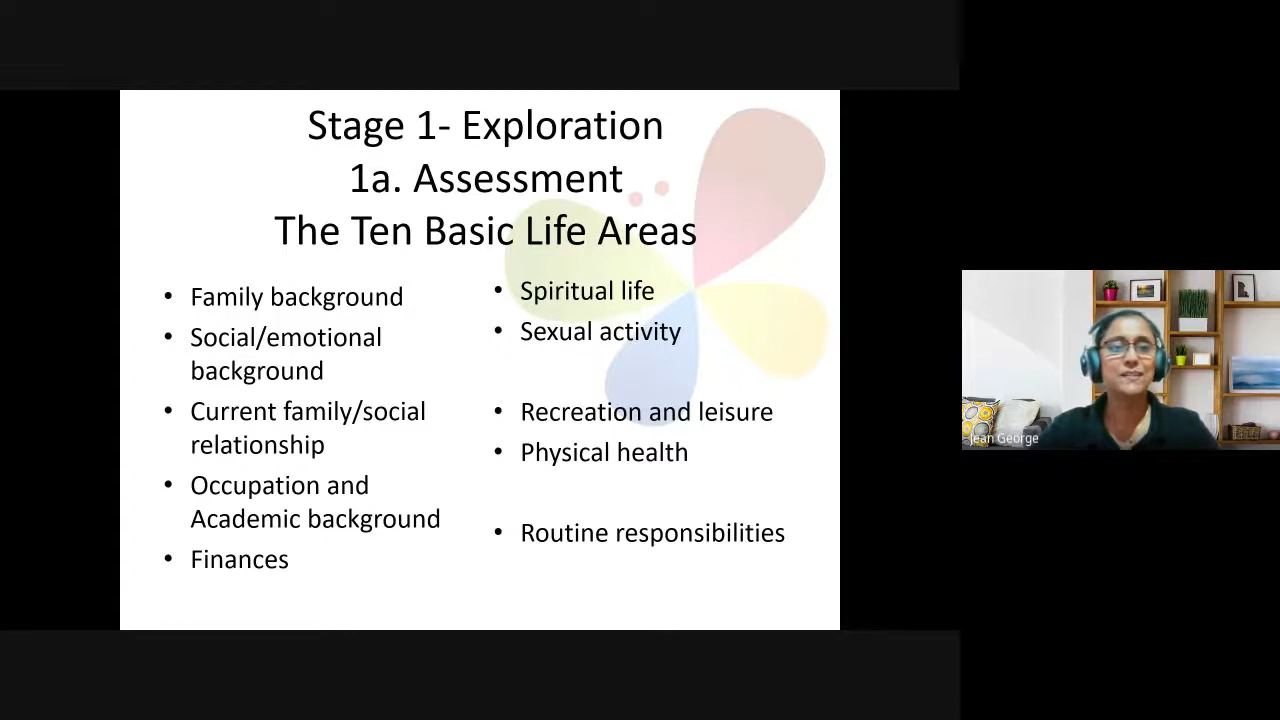 Stage 1- Exploration
1a. Assessment
The Ten Basic Life Areas
• Family background
• Social/emotional
background
• Current family/social
relationship
• Occupation and
Academic background
• Finances
• Spiritual life
• Sexual activity
• Recreation and leisure
• Physical health
• Routine responsibilities
Jean George